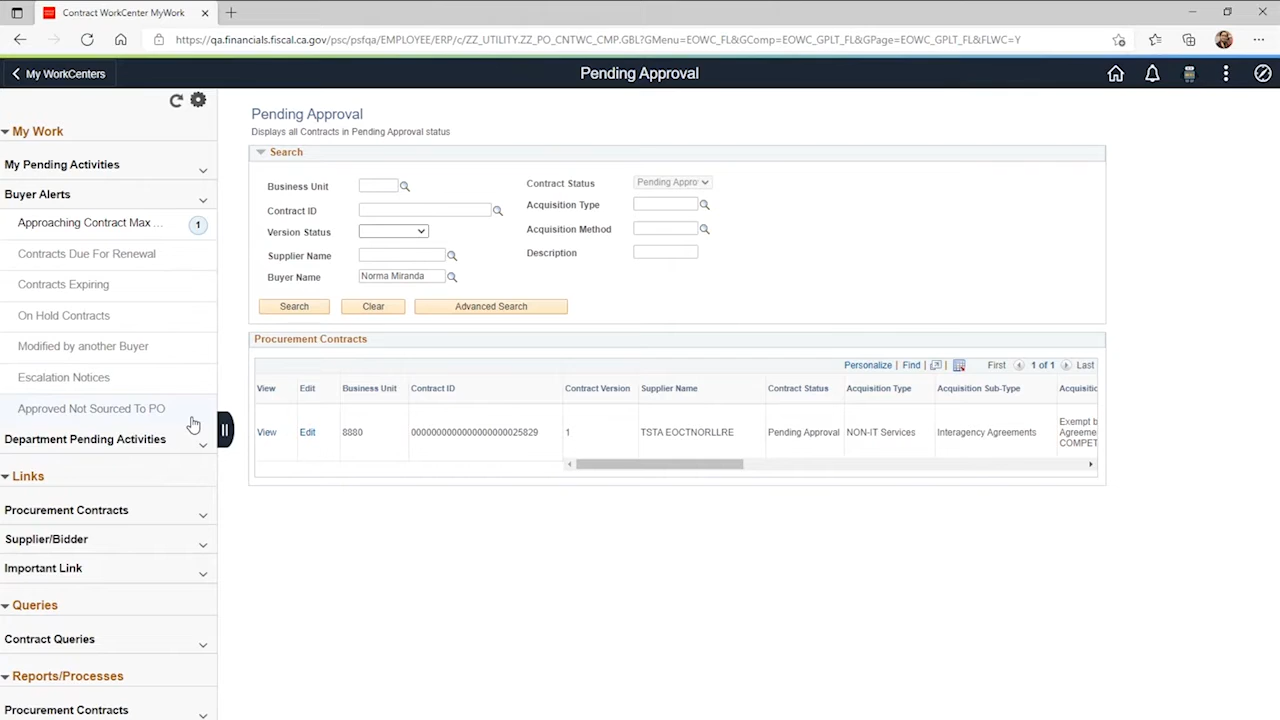 Contract WorkCenter MyWork
https://qa.financials.fiscal.ca.gov/psc/psfqa/EMPLOYEE/ERP/c/ZZ_UTILITY.ZZ_PO_CNTWC_CMP.GBL?GMenu=EOWC_FL&GComp=EOWC_GPLT_FL&GPage=EOWC_GPLT_FL&FLWC=Y
My WorkCenters
Pending Approval
My Work
My Pending Activities
Buyer Alerts
Approaching Contract Max ... 1
Contracts Due For Renewal
Contracts Expiring
On Hold Contracts
Modified by another Buyer
Escalation Notices
Approved Not Sourced To PO
Department Pending Activities
Links
Procurement Contracts
Supplier/Bidder
Important Link
Queries
Contract Queries
Reports/Processes
Procurement Contracts
Pending Approval
Displays all Contracts in Pending Approval status
Search
Business Unit
Contract ID
Version Status
Supplier Name
Buyer Name Norma Miranda
Contract Status Pending Appro
Acquisition Type
Acquisition Method
Description
Search Clear Advanced Search
Procurement Contracts
Personalize | Find | | First 1 of 1 Last
View Edit Business Unit Contract ID Contract Version Supplier Name Contract Status Acquisition Type Acquisition Sub-Type Acquisitic
View Edit 8880 0000000000000000000025829 1 TSTA EOCTNORLLRE Pending Approval NON-IT Services Interagency Agreements Exempt b
Agreeme
COMPET